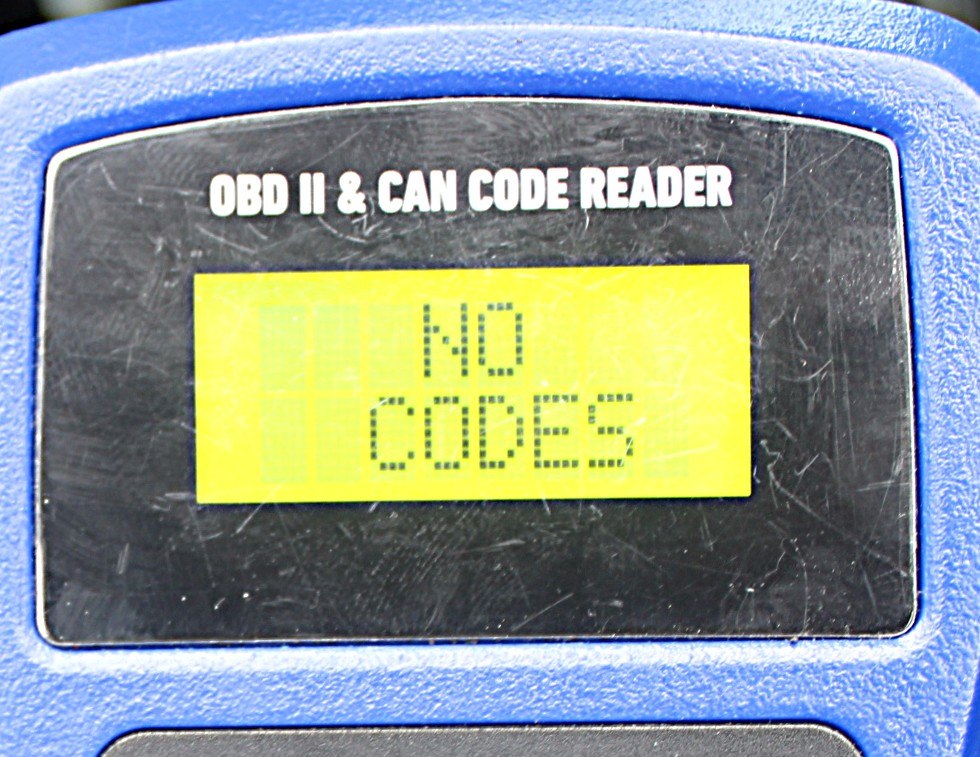 OBD II & CAN CODE READER
NO
CODES